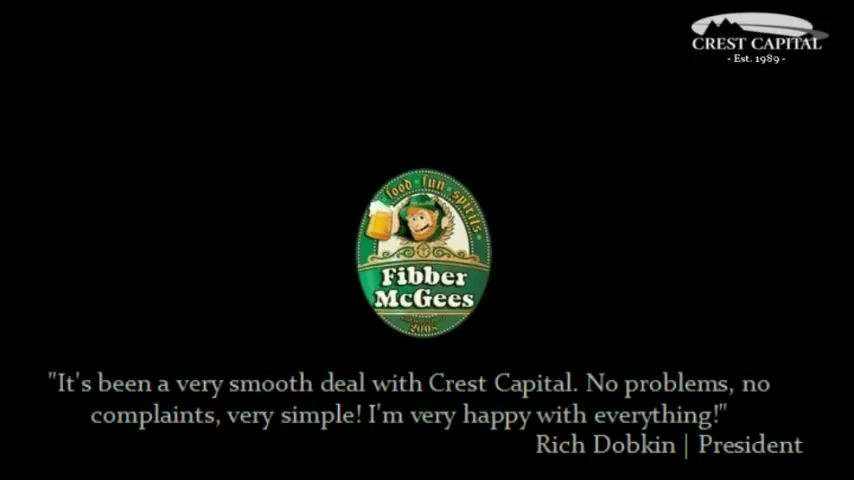 CREST CAPITAL
- Est. 1989 -
food · fun · spirits
Fibber
McGees
2008
"It's been a very smooth deal with Crest Capital. No problems, no
complaints, very simple! I'm very happy with everything!"
Rich Dobkin | President